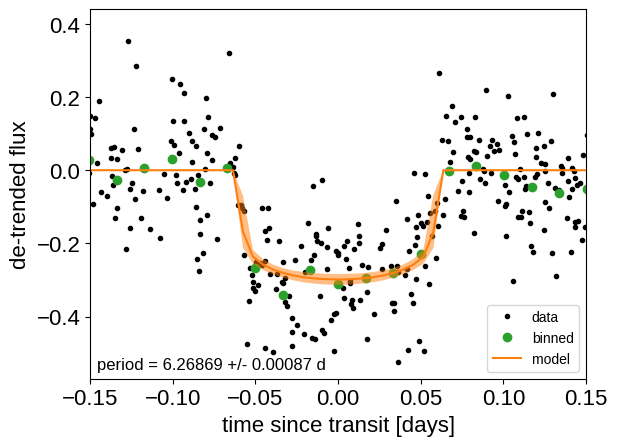 0.4
0.2
0.0
−0.2
−0.4
de-trended flux
period = 6.26869 +/- 0.00087 d
data
binned
model
−0.15 −0.10 −0.05 0.00 0.05 0.10 0.15
time since transit [days]